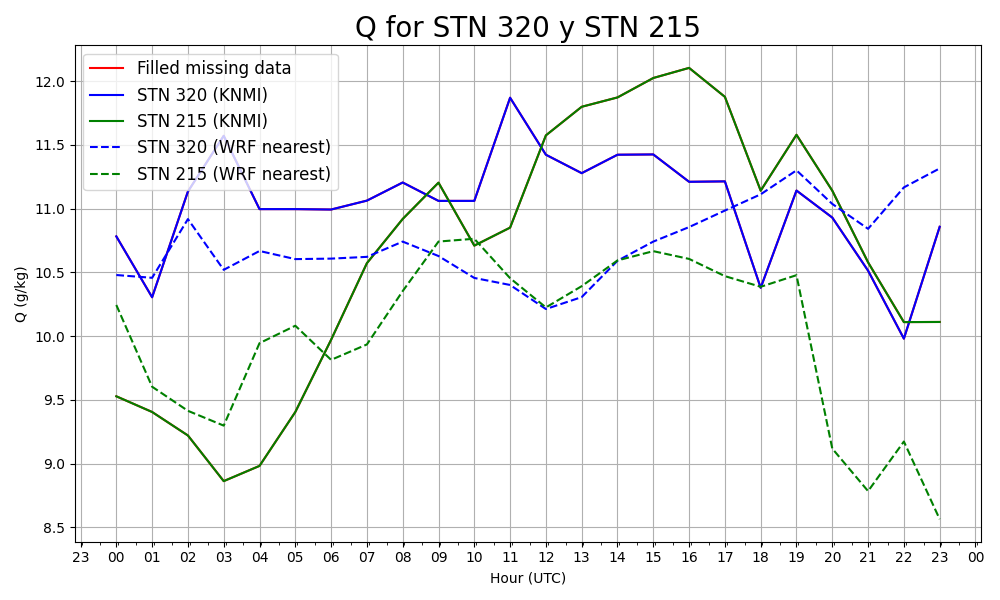 Q for STN 320 y STN 215
Filled missing data
STN 320 (KNMI)
STN 215 (KNMI)
STN 320 (WRF nearest)
STN 215 (WRF nearest)
12.0
11.5
11.0
10.5
10.0
9.5
9.0
8.5
Q (g/kg)
23 00 01 02 03 04 05 06 07 08 09 10 11 12 13 14 15 16 17 18 19 20 21 22 23 00
Hour (UTC)